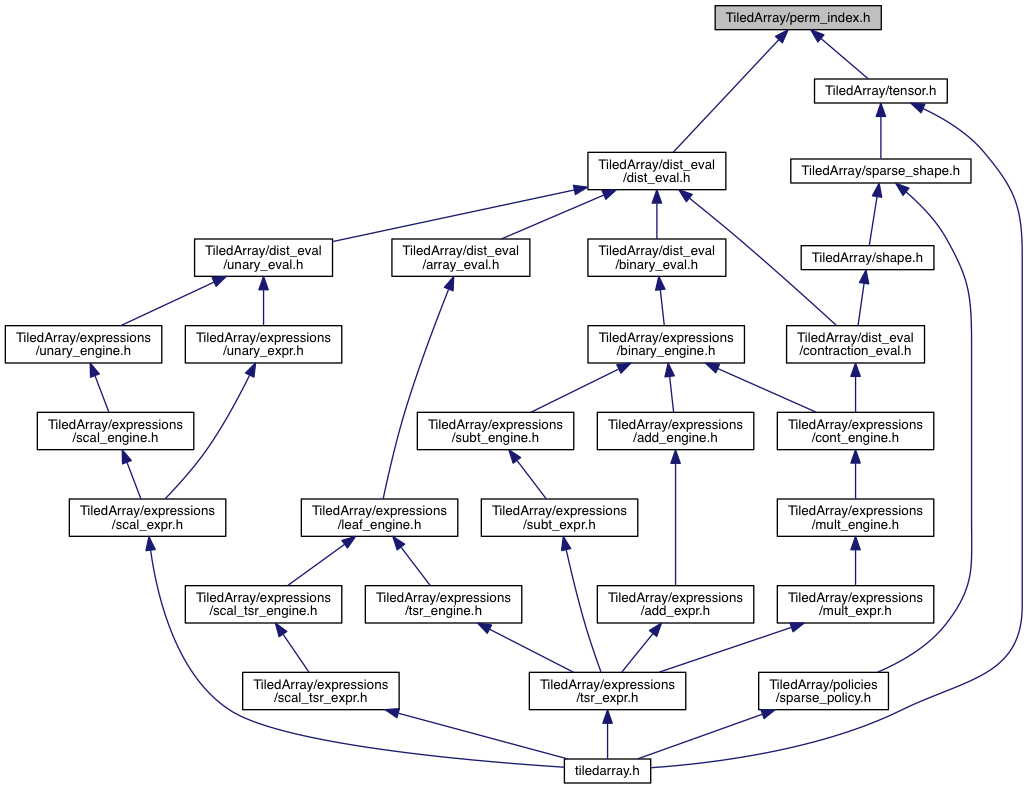 TiledArray/perm_index.h
TiledArray/tensor.h
TiledArray/dist_eval
/dist_eval.h
TiledArray/sparse_shape.h
TiledArray/dist_eval
/unary_eval.h
TiledArray/dist_eval
/array_eval.h
TiledArray/dist_eval
/binary_eval.h
TiledArray/shape.h
TiledArray/expressions
/unary_engine.h
TiledArray/expressions
/unary_expr.h
TiledArray/expressions
/binary_engine.h
TiledArray/dist_eval
/contraction_eval.h
TiledArray/expressions
/scal_engine.h
TiledArray/expressions
/subt_engine.h
TiledArray/expressions
/add_engine.h
TiledArray/expressions
/cont_engine.h
TiledArray/expressions
/scal_expr.h
TiledArray/expressions
/leaf_engine.h
TiledArray/expressions
/subt_expr.h
TiledArray/expressions
/mult_engine.h
TiledArray/expressions
/scal_tsr_engine.h
TiledArray/expressions
/tsr_engine.h
TiledArray/expressions
/add_expr.h
TiledArray/expressions
/mult_expr.h
TiledArray/expressions
/scal_tsr_expr.h
TiledArray/expressions
/tsr_expr.h
TiledArray/policies
/sparse_policy.h
tiledarray.h